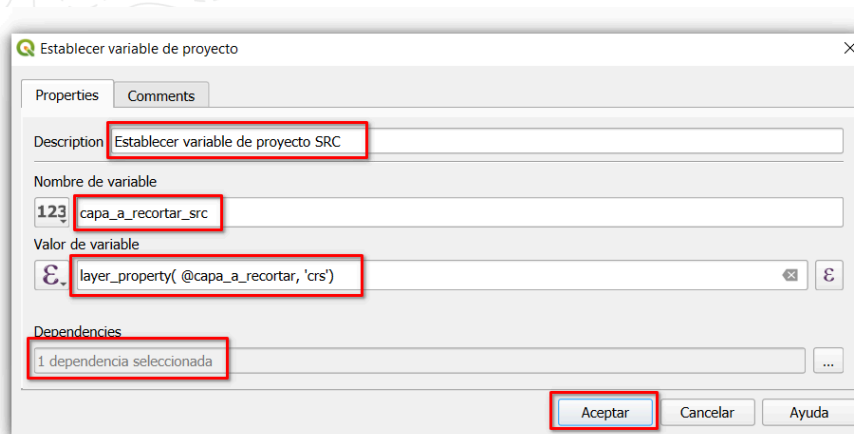 Establecer variable de proyecto
Properties Comments
Description Establecer variable de proyecto SRC
Nombre de variable
123 capa_a_recortar_src
Valor de variable
ε layer_property( @capa_a_recortar, 'crs') ε
Dependencies
1 dependencia seleccionada ...
Aceptar Cancelar Ayuda